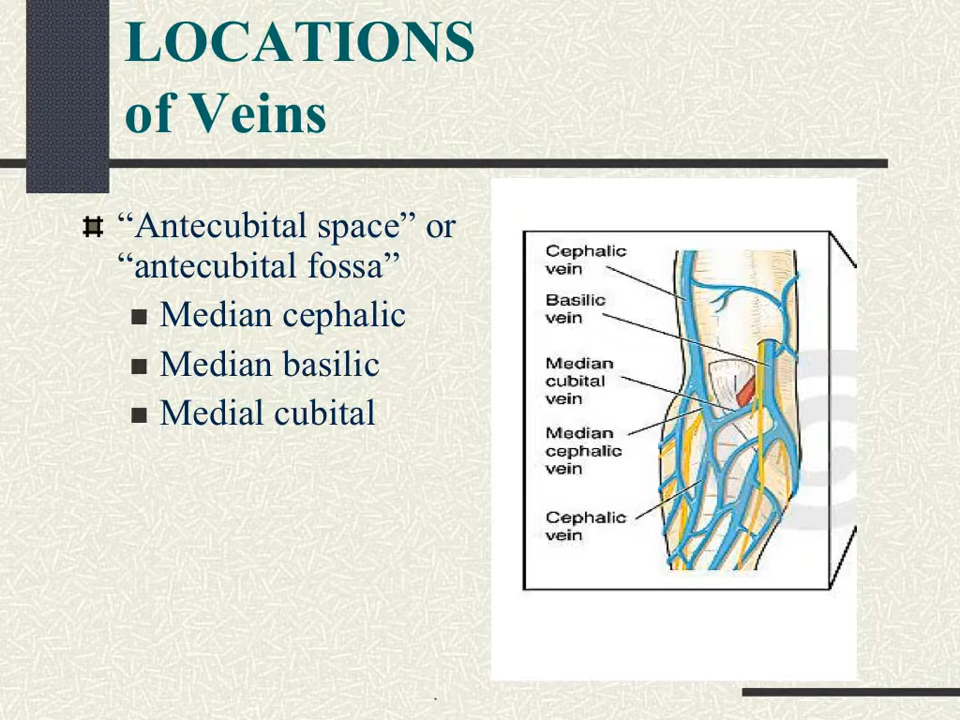 LOCATIONS
of Veins
“Antecubital space” or
“antecubital fossa”
Median cephalic
Median basilic
Medial cubital
Cephalic
vein
Basilic
vein
Median
cubital
vein
Median
cephalic
vein
Cephalic
vein
.